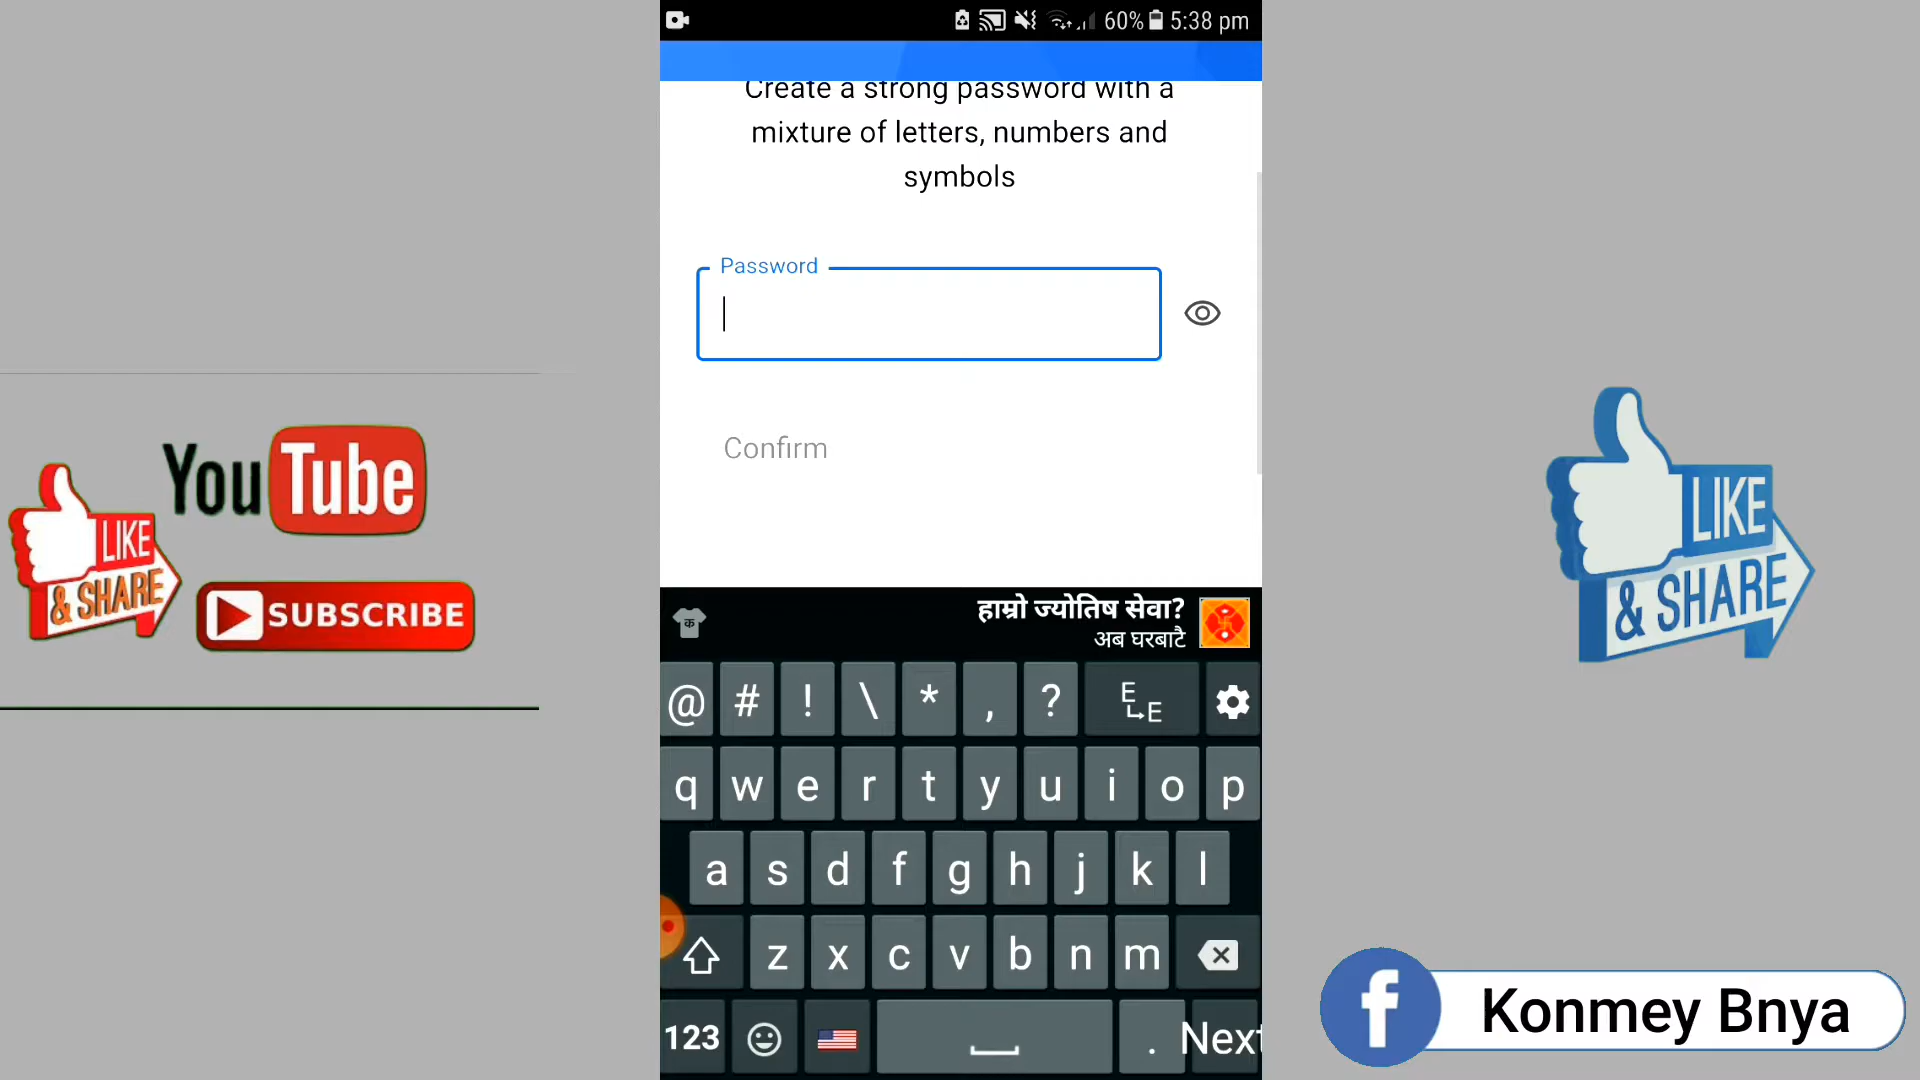 60% 5:38 pm
Create a strong password with a
mixture of letters, numbers and
symbols
Password
Confirm
YouTube
LIKE
& SHARE
SUBSCRIBE
LIKE
& SHARE
क
हाम्रो ज्योतिष सेवा?
अब घरबाटै
@ # ! \ * , ? E E
q w e r t y u i o p
a s d f g h j k l
z x c v b n m
123 . Next
f Konmey Bnya